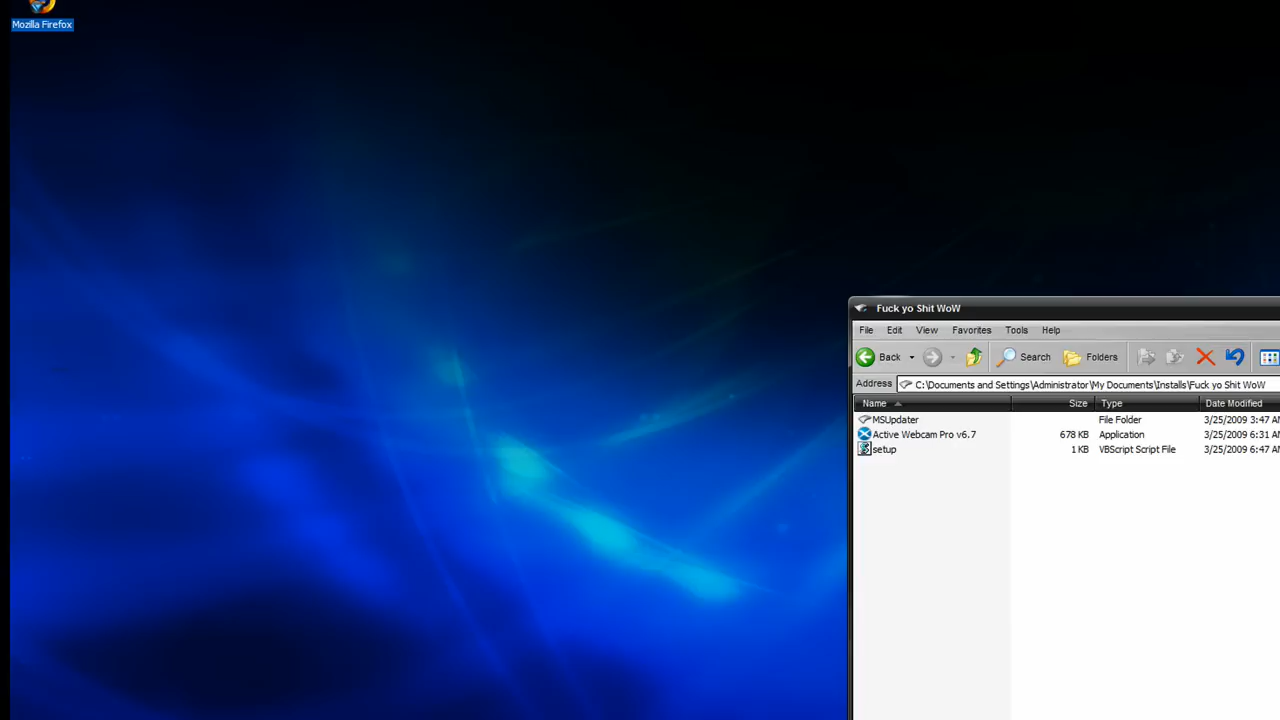 Mozilla Firefox
Fuck yo Shit WoW
File Edit View Favorites Tools Help
Back Search Folders
Address C:\Documents and Settings\Administrator\My Documents\Installs\Fuck yo Shit WoW
Name Size Type Date Modified
MSUpdater File Folder 3/25/2009 3:47 A
Active Webcam Pro v6.7 678 KB Application 3/25/2009 6:31 A
setup 1 KB VBScript Script File 3/25/2009 6:47 A